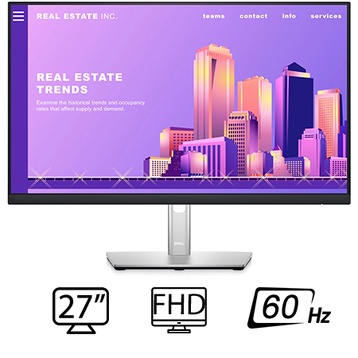 REAL ESTATE INC.
teams contact info services
REAL ESTATE
TRENDS
Examine the historical trends and occupancy
rates that affect supply and demand.
DELL
27”
FHD
60 Hz